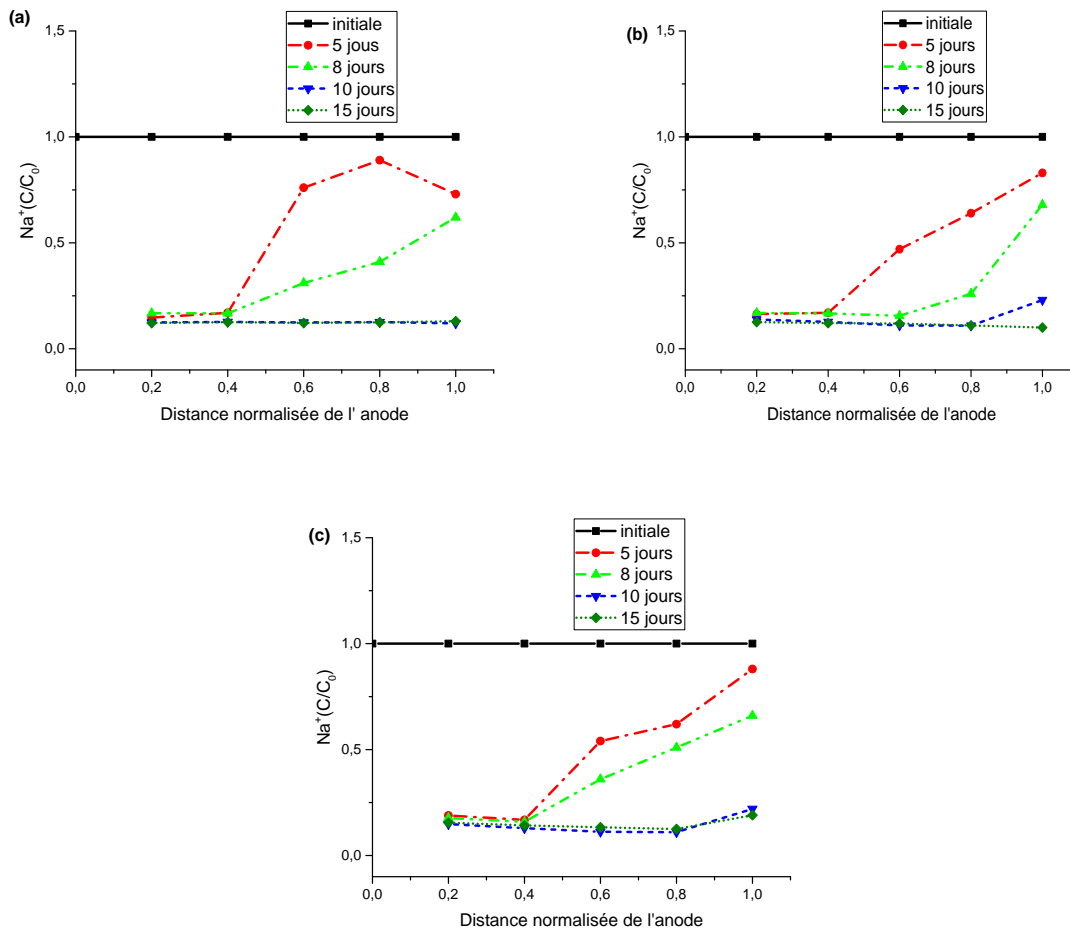 (a)
initiale
5 jous
8 jours
10 jours
15 jours
1,5
1,0
0,5
0,0
Na+(C/C0)
0,0 0,2 0,4 0,6 0,8 1,0
Distance normalisée de l' anode
(b)
initiale
5 jours
8 jours
10 jours
15 jours
1,5
1,0
0,5
0,0
Na+(C/C0)
0,0 0,2 0,4 0,6 0,8 1,0
Distance normalisée de l'anode
(c)
initiale
5 jours
8 jours
10 jours
15 jours
1,5
1,0
0,5
0,0
Na+(C/C0)
0,0 0,2 0,4 0,6 0,8 1,0
Distance normalisée de l'anode